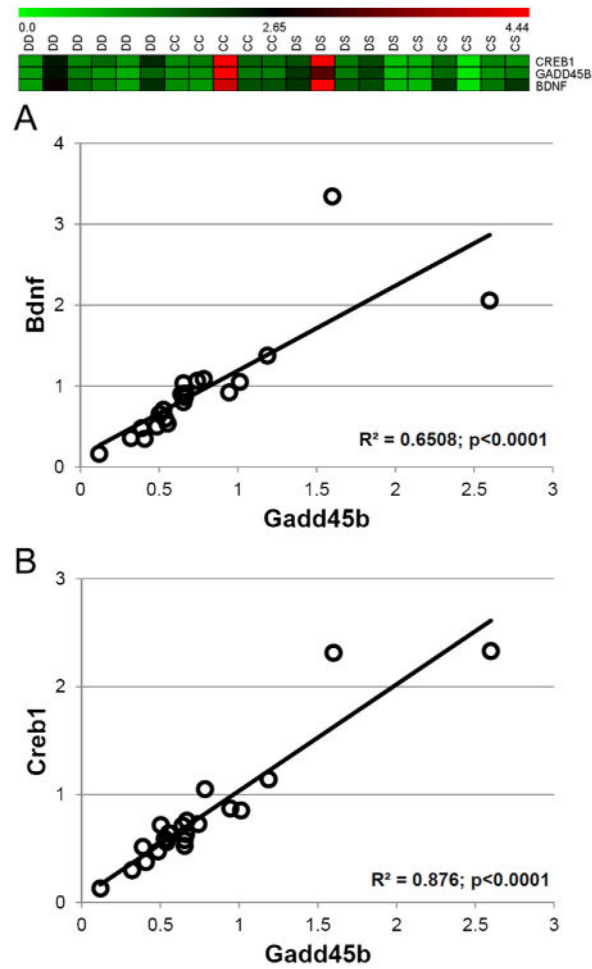 0.0 2.65 4.44
DD DD DD DD DD DD CC CC CC CC CC DS DS DS DS DS CS CS CS CS CS
CREB1
GADD45B
BDNF
A
4
3
2
1
0
Bdnf
R² = 0.6508; p<0.0001
0 0.5 1 1.5 2 2.5 3
Gadd45b
B
3
2
1
0
Creb1
R² = 0.876; p<0.0001
0 0.5 1 1.5 2 2.5 3
Gadd45b